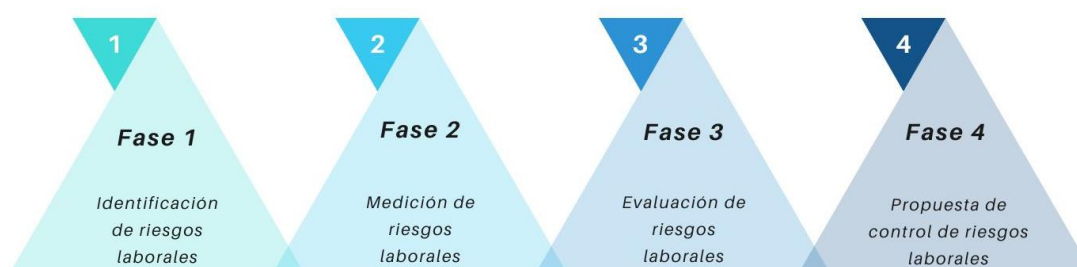 1
Fase 1
Identificación
de riesgos
laborales
2
Fase 2
Medición de
riesgos
laborales
3
Fase 3
Evaluación de
riesgos
laborales
4
Fase 4
Propuesta de
control de riesgos
laborales